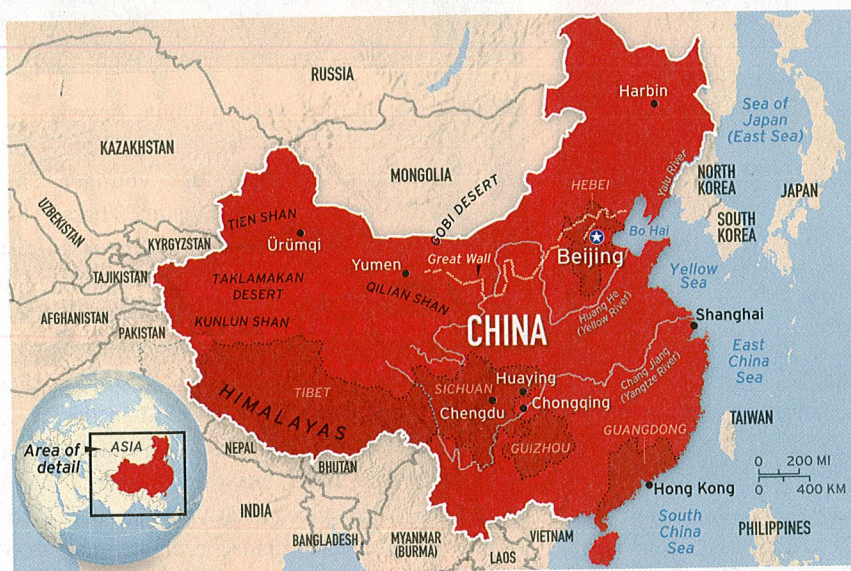 RUSSIA
Harbin
Sea of
Japan
(East Sea)
KAZAKHSTAN
MONGOLIA
GOBI DESERT
HEBEI
Yalu River
NORTH
KOREA
JAPAN
UZBEKISTAN
TIEN SHAN
KYRGYZSTAN
Ürümqi
SOUTH
KOREA
Bo Hai
Beijing
Yumen
Great Wall
TAJIKISTAN
TAKLAMAKAN
DESERT
QILIAN SHAN
Yellow
Sea
AFGHANISTAN
KUNLUN SHAN
PAKISTAN
CHINA
Huang He
(Yellow River)
Shanghai
East
China
Sea
TIBET
HIMALAYAS
SICHUAN
Huaying
Chengdu
Chongqing
Chang Jiang
(Yangtze River)
GUIZHOU
GUANGDONG
TAIWAN
Area of
detail
ASIA
NEPAL
BHUTAN
0 200 MI
0 400 KM
Hong Kong
INDIA
BANGLADESH
MYANMAR
(BURMA)
LAOS
VIETNAM
South
China
Sea
PHILIPPINES